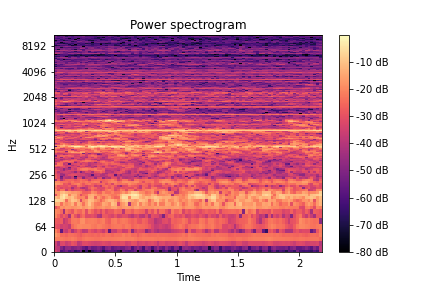 Power spectrogram
Hz
8192
4096
2048
1024
512
256
128
64
0
0 0.5 1 1.5 2
Time
-10 dB
-20 dB
-30 dB
-40 dB
-50 dB
-60 dB
-70 dB
-80 dB